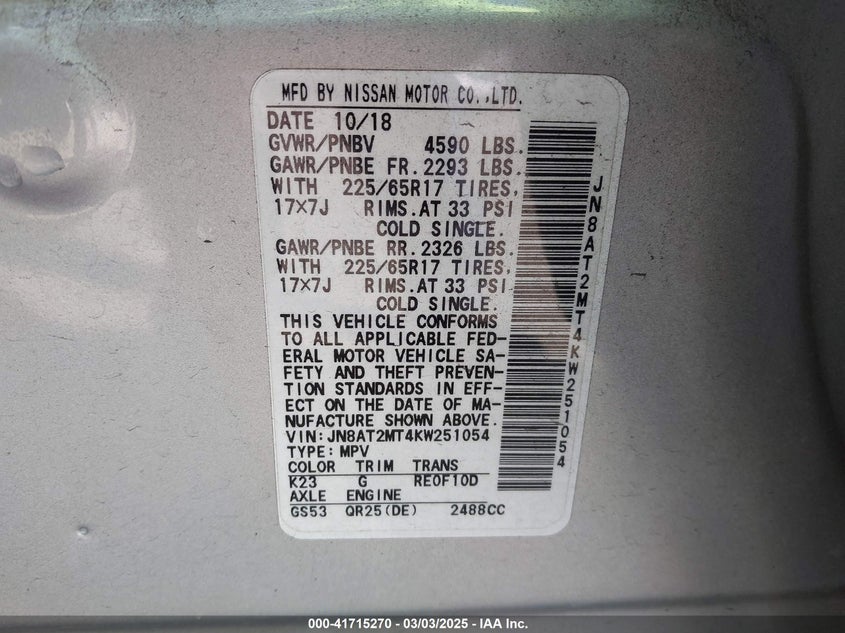 MFD BY NISSAN MOTOR CO.,LTD.
DATE 10/18
GVWR/PNBV 4590 LBS.
GAWR/PNBE FR. 2293 LBS.
WITH 225/65R17 TIRES,
17×7J RIMS. AT 33 PSI
COLD SINGLE.
GAWR/PNBE RR. 2326 LBS.
WITH 225/65R17 TIRES,
17×7J RIMS. AT 33 PSI
COLD SINGLE.
THIS VEHICLE CONFORMS
TO ALL APPLICABLE FED-
ERAL MOTOR VEHICLE SA-
FETY AND THEFT PREVEN-
TION STANDARDS IN EFF-
ECT ON THE DATE OF MA-
NUFACTURE SHOWN ABOVE.
VIN:JN8AT2MT4KW251054
TYPE:MPV
COLOR TRIM TRANS
K23 G RE0F10D
AXLE ENGINE
GS53 QR25(DE) 2488CC
JN8AT2MT4KW251054
000-41715270 - 03/03/2025 - IAA Inc.